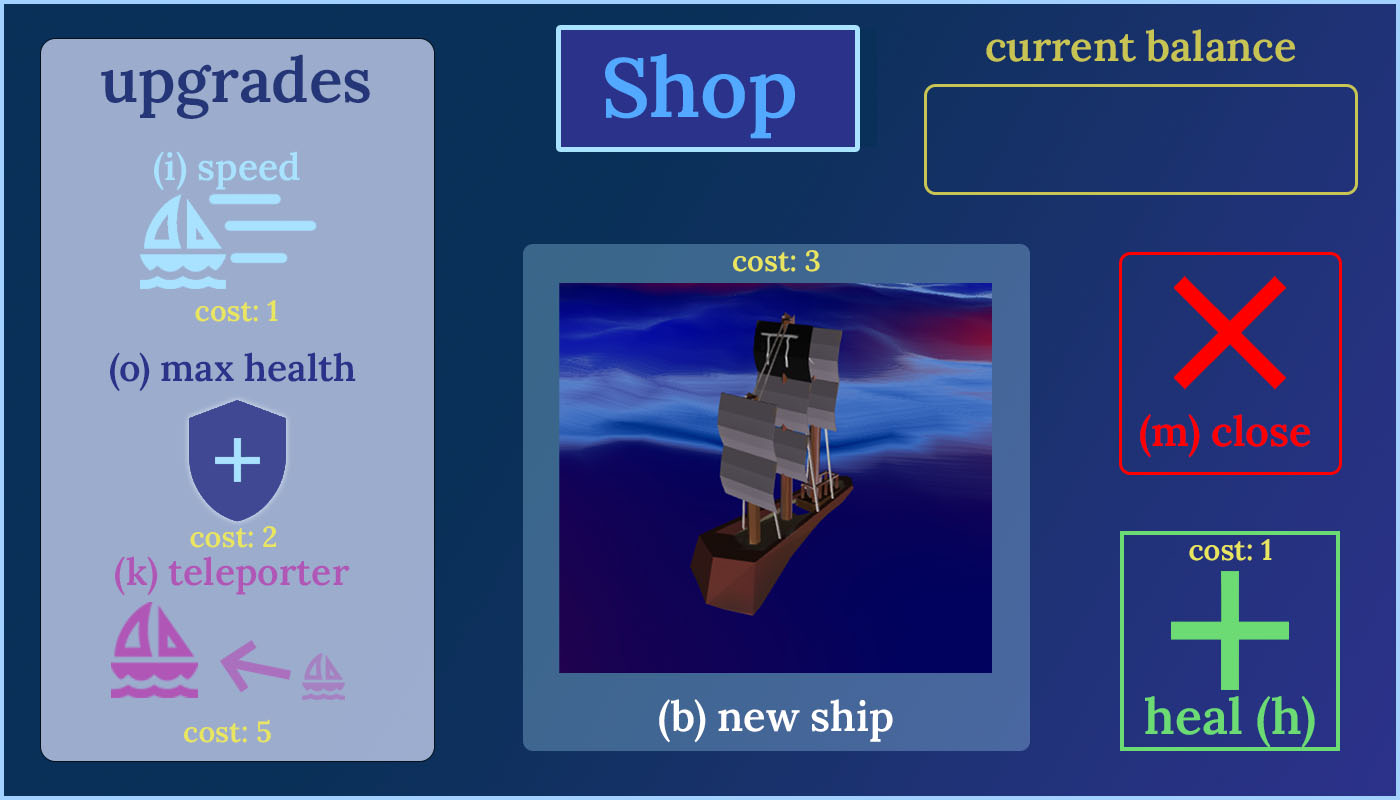 upgrades
(i) speed
cost: 1
(o) max health
cost: 2
(k) teleporter
cost: 5
Shop
cost: 3
(b) new ship
current balance
(m) close
cost: 1
heal (h)